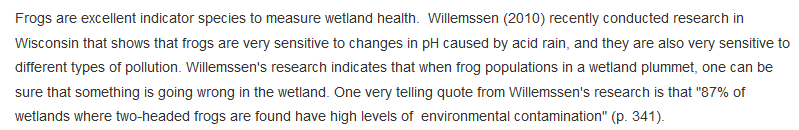 Frogs are excellent indicator species to measure wetland health.  Willemssen (2010) recently conducted research in
Wisconsin that shows that frogs are very sensitive to changes in pH caused by acid rain, and they are also very sensitive to
different types of pollution. Willemssen's research indicates that when frog populations in a wetland plummet, one can be
sure that something is going wrong in the wetland. One very telling quote from Willemssen's research is that "87% of
wetlands where two-headed frogs are found have high levels of  environmental contamination" (p. 341).